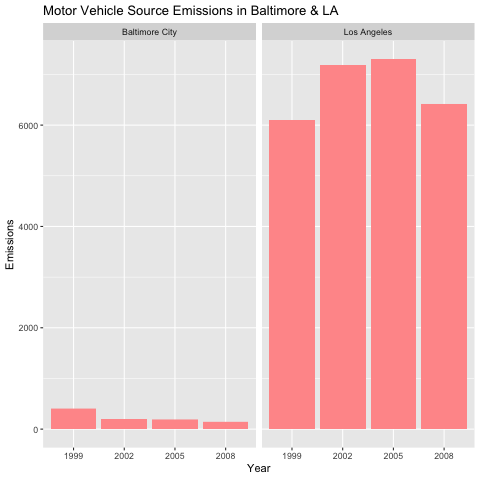 Motor Vehicle Source Emissions in Baltimore & LA
Baltimore City
Los Angeles
6000
4000
2000
0
Emissions
1999 2002 2005 2008
1999 2002 2005 2008
Year